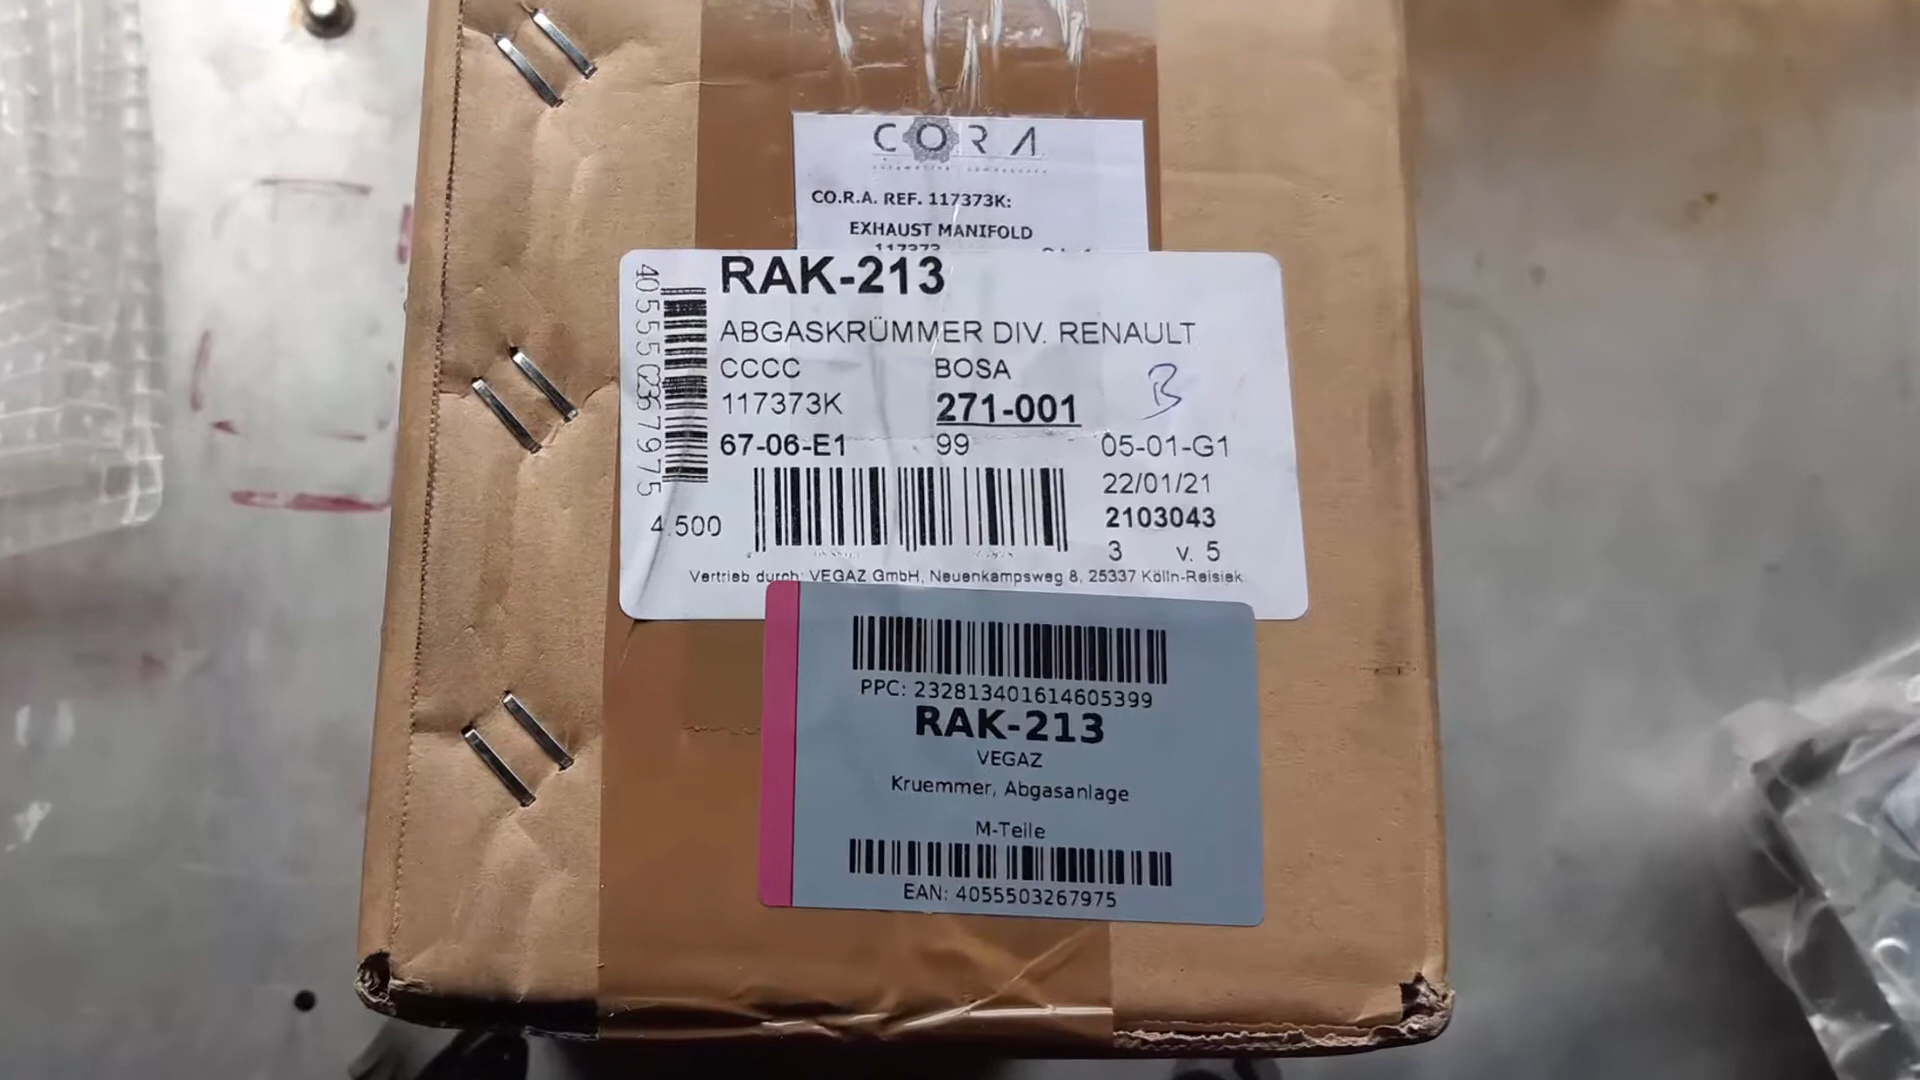 CORA
CO.R.A. REF. 117373K:
EXHAUST MANIFOLD
117373
RAK-213
ABGASKRÜMMER DIV. RENAULT
CCCC BOSA
117373K 271-001 B
67-06-E1 99 05-01-G1
22/01/21
4.500 2103043
3 v. 5
Vertrieb durch: VEGAZ GmbH, Neuenkampsweg 8, 25337 Kölln-Reisiek
4055503267975
PPC: 232813401614605399
RAK-213
VEGAZ
Kruemmer, Abgasanlage
M-Teile
EAN: 4055503267975